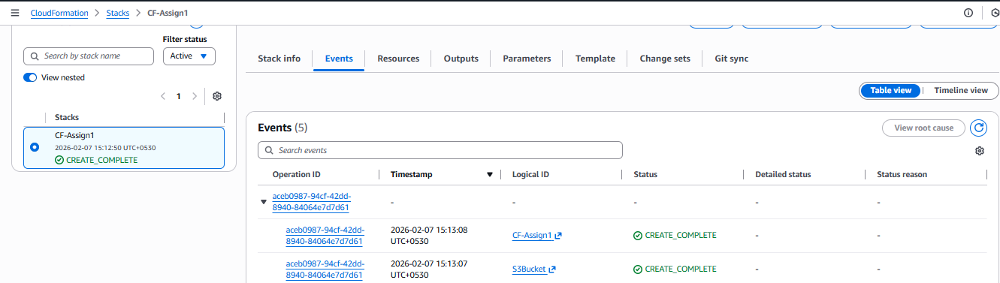 CloudFormation > Stacks > CF-Assign1
Filter status
Search by stack name
Active
View nested
1
Stacks
CF-Assign1
2026-02-07 15:12:50 UTC+0530
CREATE_COMPLETE
Stack info Events Resources Outputs Parameters Template Change sets Git sync
Table view Timeline view
Events (5)
View root cause
Search events
Operation ID Timestamp Logical ID Status Detailed status Status reason
aceb0987-94cf-42dd-
8940-84064e7d7d61 - - - - -
aceb0987-94cf-42dd- 2026-02-07 15:13:08
8940-84064e7d7d61 UTC+0530 CF-Assign1 CREATE_COMPLETE - -
aceb0987-94cf-42dd- 2026-02-07 15:13:07
8940-84064e7d7d61 UTC+0530 S3Bucket CREATE_COMPLETE - -